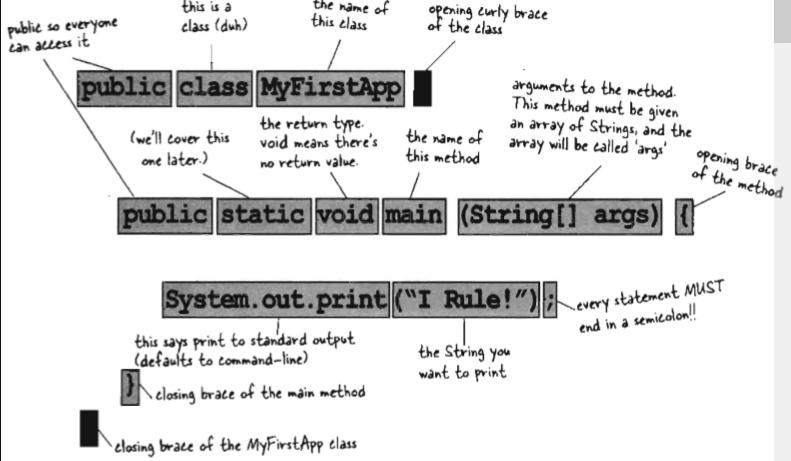 this is a
class (duh)
the name of
this class
opening curly brace
of the class
public so everyone
can access it
public class MyFirstApp
arguments to the method.
This method must be given
an array of Strings, and the
array will be called 'args'
(we'll cover this
one later.)
the return type.
void means there's
no return value.
the name of
this method
opening brace
of the method
public static void main (String[] args) {
System.out.print("I Rule!");
every statement MUST
end in a semicolon!!
this says print to standard output
(defaults to command-line)
the String you
want to print
}
closing brace of the main method
closing brace of the MyFirstApp class